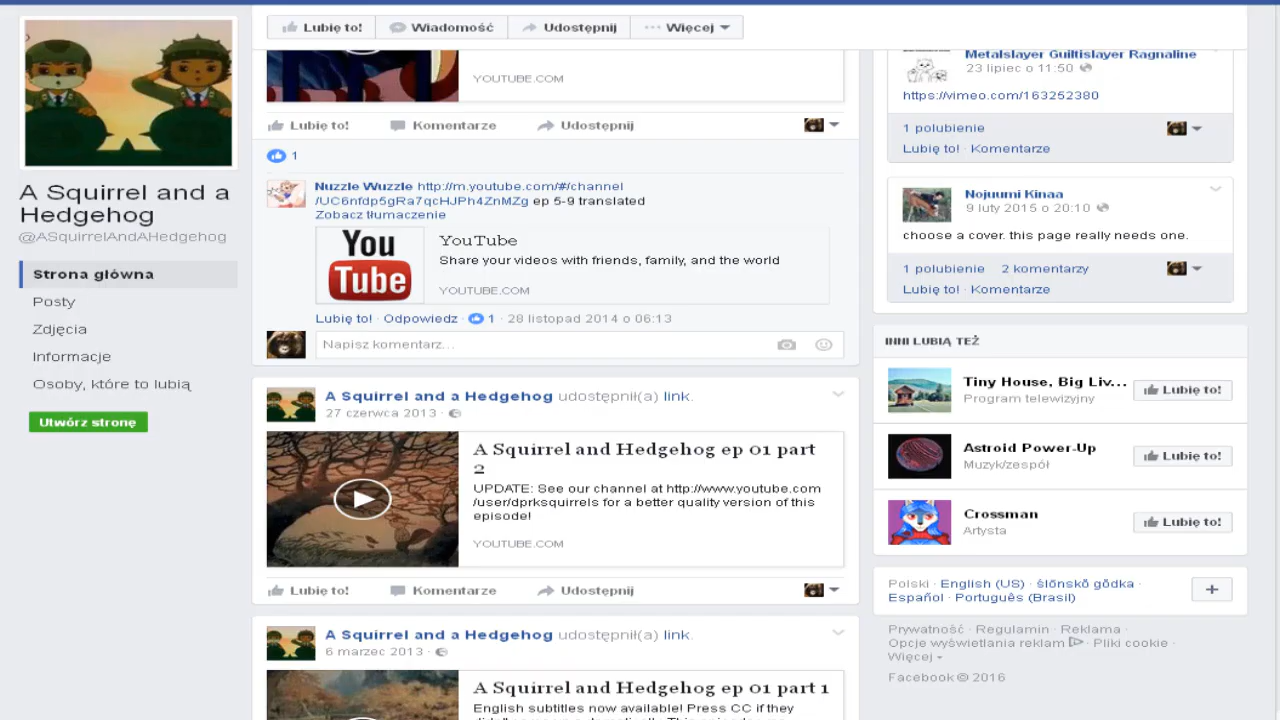 Lubię to!
Wiadomość
Udostępnij
Więcej
A Squirrel and a
Hedgehog
@ASquirrelAndAHedgehog
Strona główna
Posty
Zdjęcia
Informacje
Osoby, które to lubią
Utwórz stronę
YOUTUBE.COM
Lubię to!
Komentarze
Udostępnij
1
Nuzzle Wuzzle http://m.youtube.com/#/channel
/UC6nfdp5gRa7qcHJPh4ZnMZg ep 5-9 translated
Zobacz tłumaczenie
You
Tube
YouTube
Share your videos with friends, family, and the world
YOUTUBE.COM
Lubię to! · Odpowiedz · 1 · 28 listopad 2014 o 06:13
Napisz komentarz...
A Squirrel and a Hedgehog udostępnił(a) link.
27 czerwca 2013 ·
A Squirrel and Hedgehog ep 01 part
2
UPDATE: See our channel at http://www.youtube.com
/user/dprksquirrels for a better quality version of this
episode!
YOUTUBE.COM
Lubię to!
Komentarze
Udostępnij
A Squirrel and a Hedgehog udostępnił(a) link.
6 marzec 2013 ·
A Squirrel and Hedgehog ep 01 part 1
English subtitles now available! Press CC if they
Metalslayer Guiltislayer Ragnaline
23 lipiec o 11:50
https://vimeo.com/163252380
1 polubienie
Lubię to! · Komentarze
Nojuumi Kinaa
9 luty 2015 o 20:10
choose a cover. this page really needs one.
1 polubienie 2 komentarzy
Lubię to! · Komentarze
INNI LUBIĄ TEŻ
Tiny House, Big Liv...
Program telewizyjny
Lubię to!
Astroid Power-Up
Muzyk/zespół
Lubię to!
Crossman
Artysta
Lubię to!
Polski · English (US) · ślōnskŏ gŏdka ·
Español · Português (Brasil)
Prywatność · Regulamin · Reklama ·
Opcje wyświetlania reklam · Pliki cookie ·
Więcej
Facebook © 2016